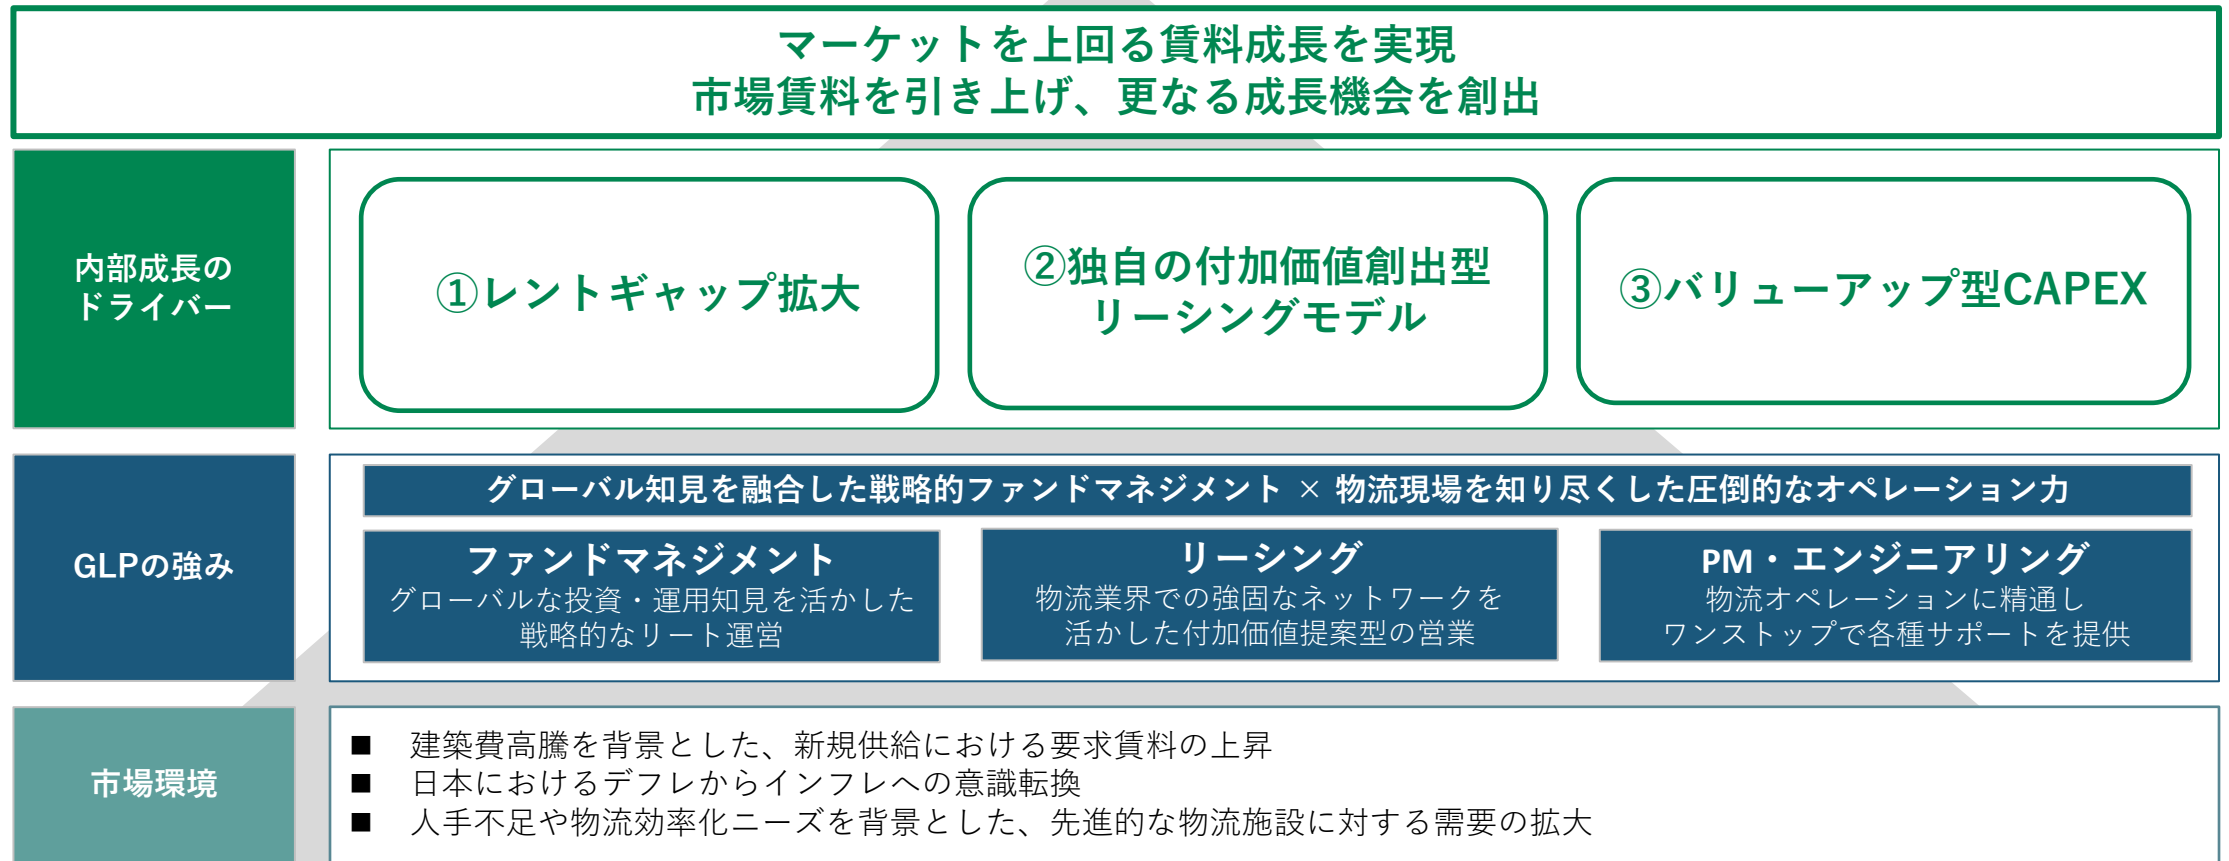 マーケットを上回る賃料成長を実現
市場賃料を引き上げ、更なる成長機会を創出
内部成長の
ドライバー
①レントギャップ拡大
②独自の付加価値創出型
リーシングモデル
③バリューアップ型CAPEX
GLPの強み
グローバル知見を融合した戦略的ファンドマネジメント × 物流現場を知り尽くした圧倒的なオペレーション力
ファンドマネジメント
グローバルな投資・運用知見を活かした
戦略的なリート運営
リーシング
物流業界での強固なネットワークを
活かした付加価値提案型の営業
PM・エンジニアリング
物流オペレーションに精通し
ワンストップで各種サポートを提供
市場環境
■ 建築費高騰を背景とした、新規供給における要求賃料の上昇
■ 日本におけるデフレからインフレへの意識転換
■ 人手不足や物流効率化ニーズを背景とした、先進的な物流施設に対する需要の拡大